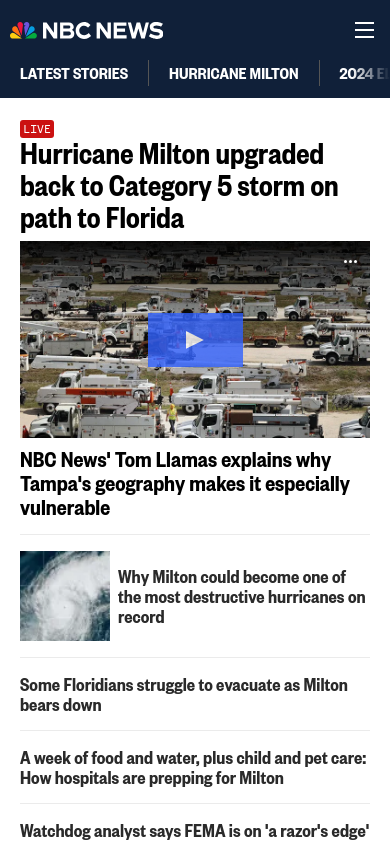 NBC NEWS
LATEST STORIES
HURRICANE MILTON
2024 E
LIVE
Hurricane Milton upgraded
back to Category 5 storm on
path to Florida
NBC News' Tom Llamas explains why
Tampa's geography makes it especially
vulnerable
Why Milton could become one of
the most destructive hurricanes on
record
Some Floridians struggle to evacuate as Milton
bears down
A week of food and water, plus child and pet care:
How hospitals are prepping for Milton
Watchdog analyst says FEMA is on 'a razor's edge'